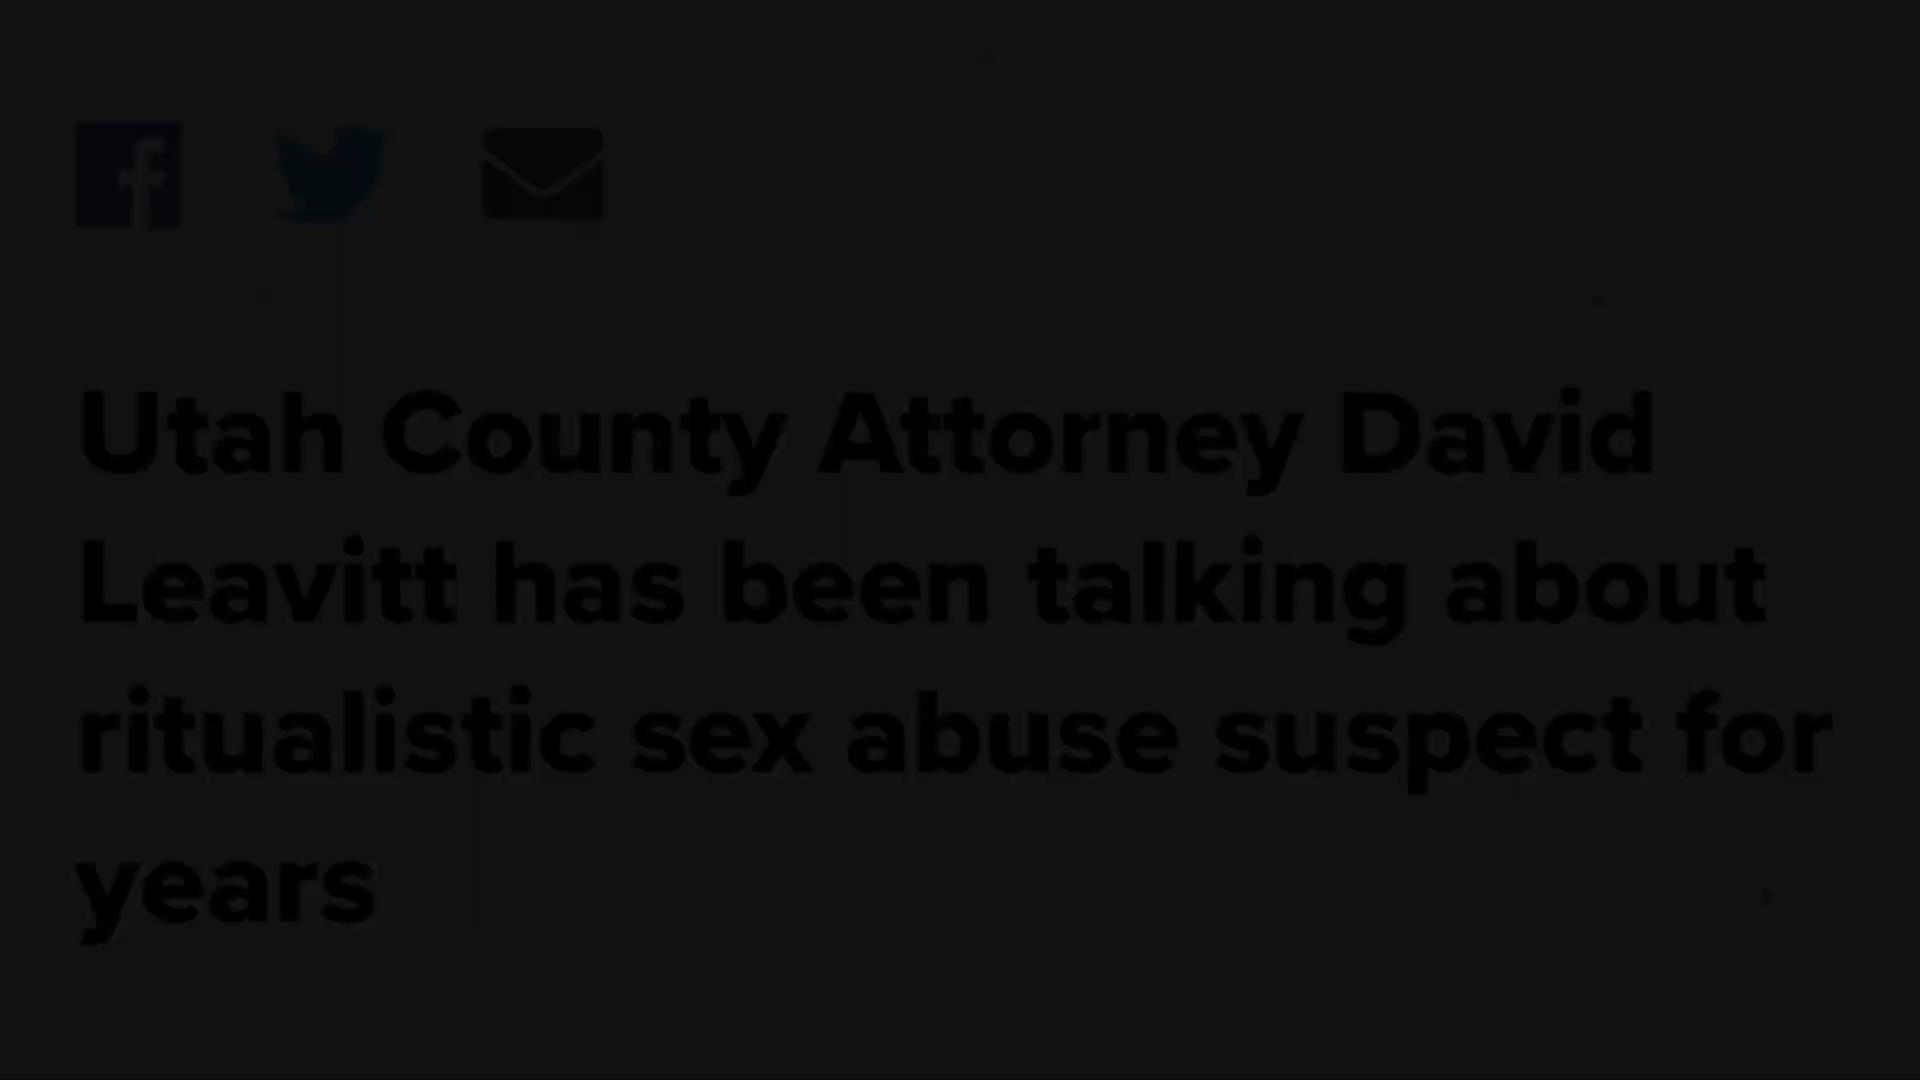 Utah County Attorney David
Leavitt has been talking about
ritualistic sex abuse suspect for
years